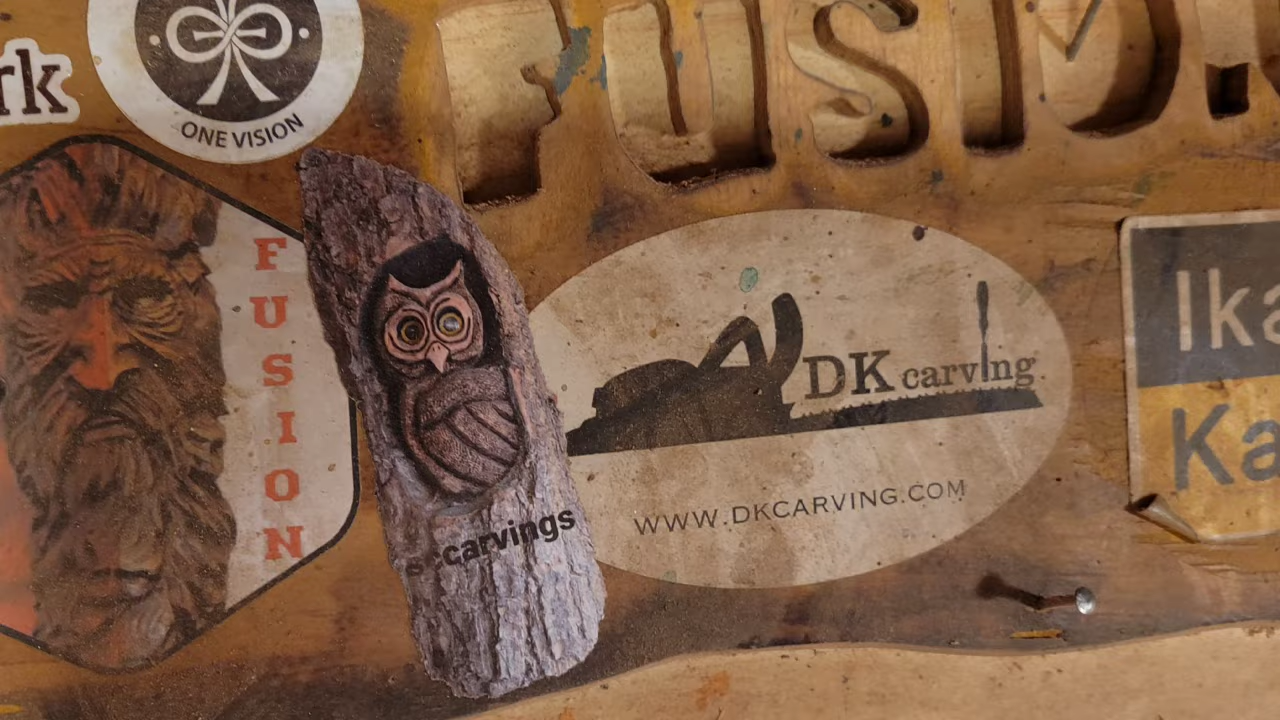 rk
ONE VISION
FUSION
FUSION
carvings
DK carving
WWW.DKCARVING.COM
Ika
Ka